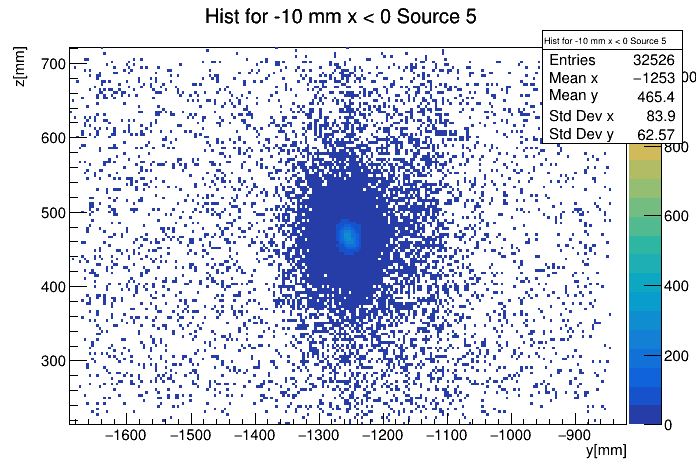 Hist for -10 mm x < 0 Source 5
Hist for -10 mm x < 0 Source 5
Entries 32526
Mean x −1253
Mean y 465.4
Std Dev x 83.9
Std Dev y 62.57
z[mm]
700
600
500
400
300
−1600 −1500 −1400 −1300 −1200 −1100 −1000 −900
y[mm]
800
600
400
200
0